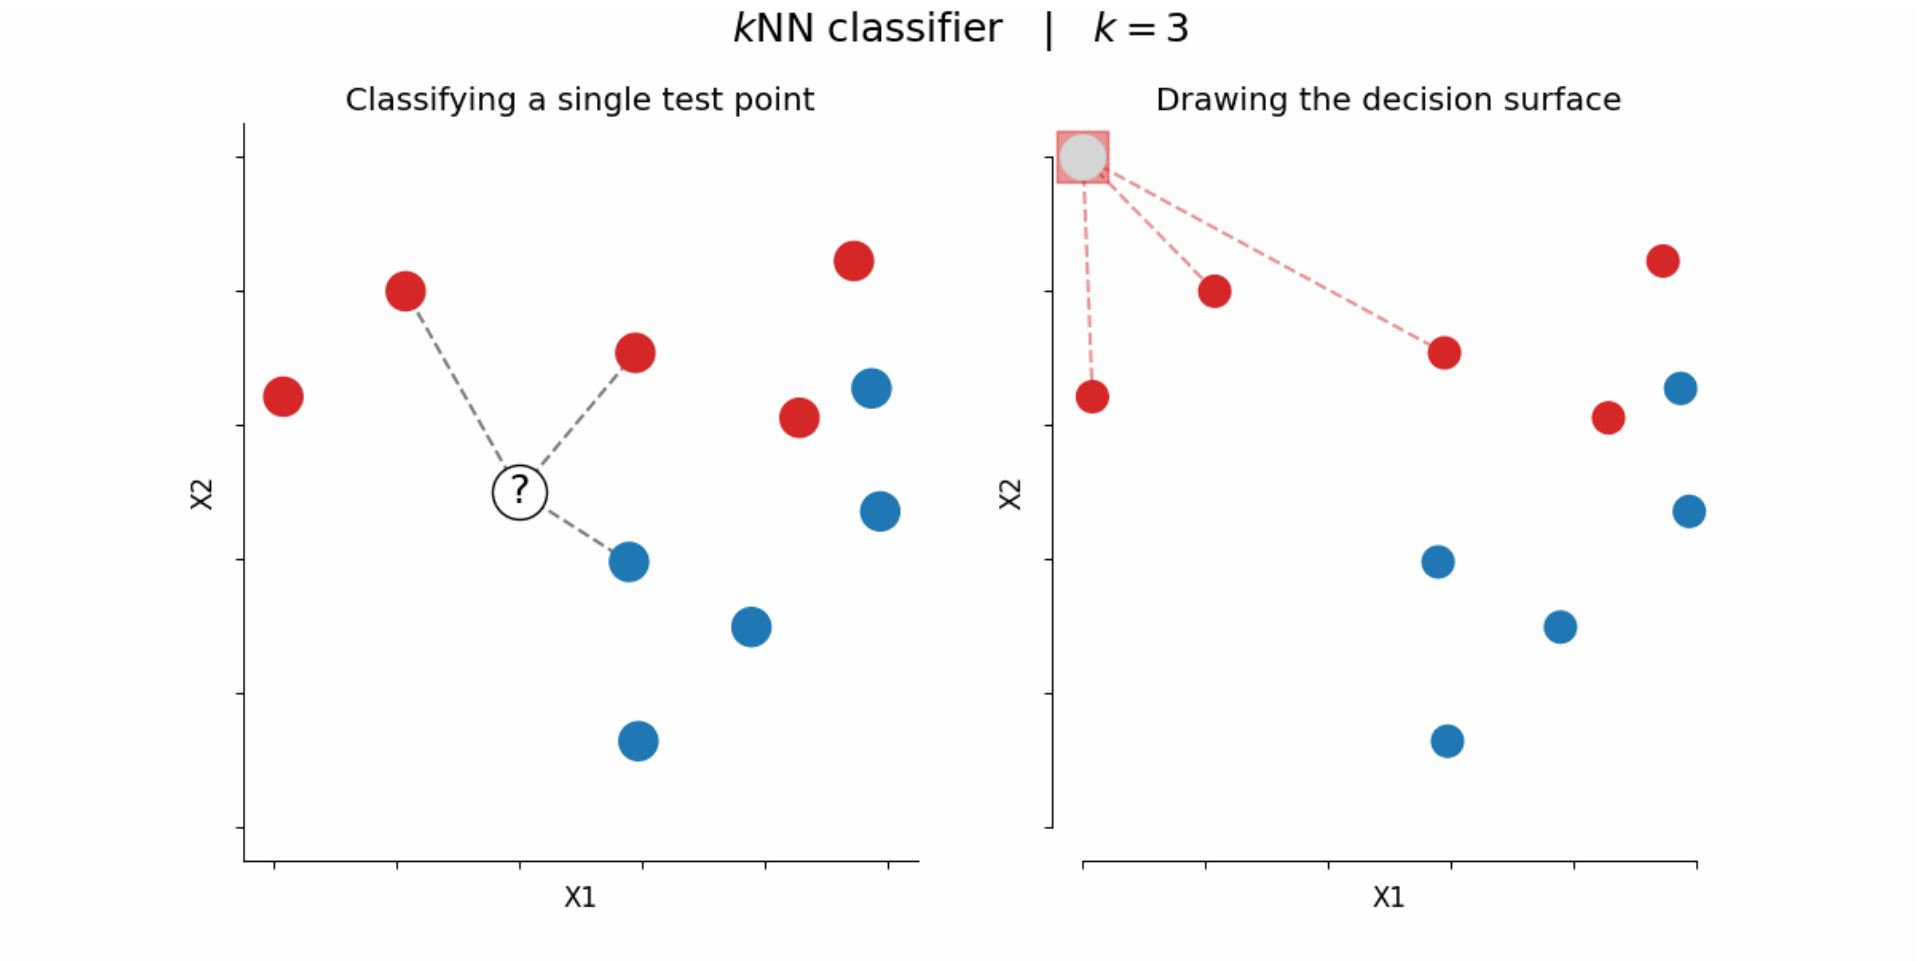 kNN classifier | k = 3
Classifying a single test point
Drawing the decision surface
X2
?
X1
X2
X1